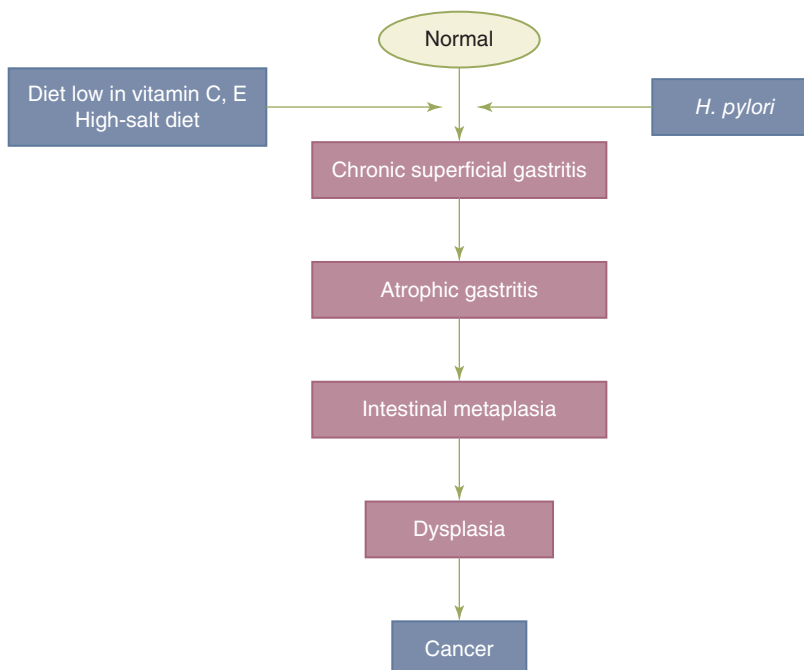 Normal
Diet low in vitamin C, E
High-salt diet
H. pylori
Chronic superficial gastritis
Atrophic gastritis
Intestinal metaplasia
Dysplasia
Cancer